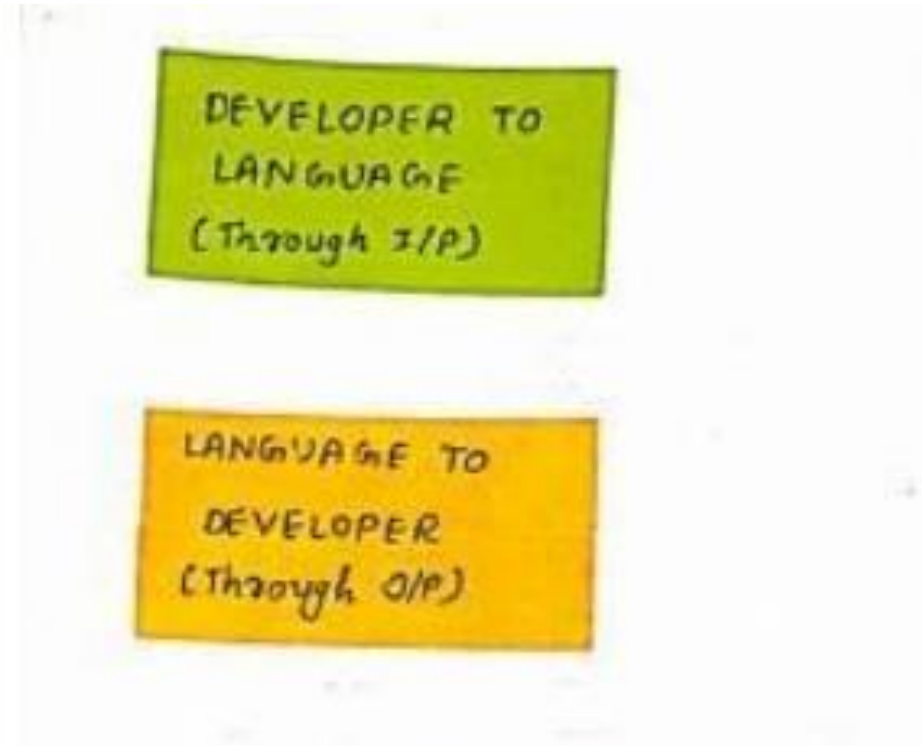 DEVELOPER TO
LANGUAGE
(Through I/P)
LANGUAGE TO
DEVELOPER
(Through O/P)